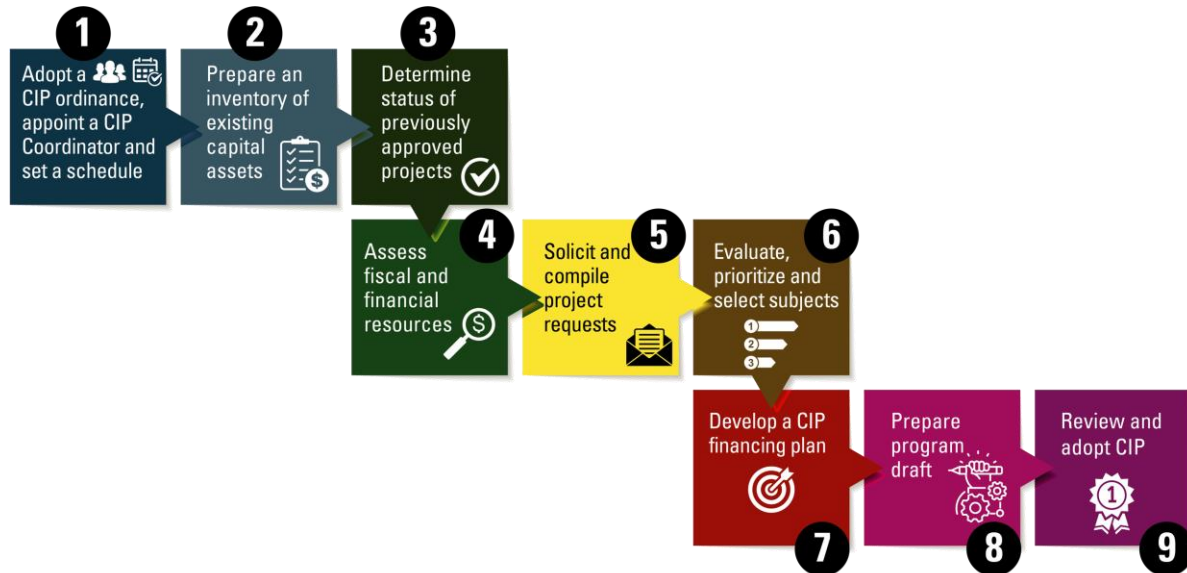 1
Adopt a
CIP ordinance,
appoint a CIP
Coordinator and
set a schedule
2
Prepare an
inventory of
existing
capital
assets
$
3
Determine
status of
previously
approved
projects
4
Assess
fiscal and
financial
resources
$
5
Solicit and
compile
project
requests
6
Evaluate,
prioritize and
select subjects
1
2
3
Develop a CIP
financing plan
7
Prepare
program
draft
8
Review and
adopt CIP
1
9